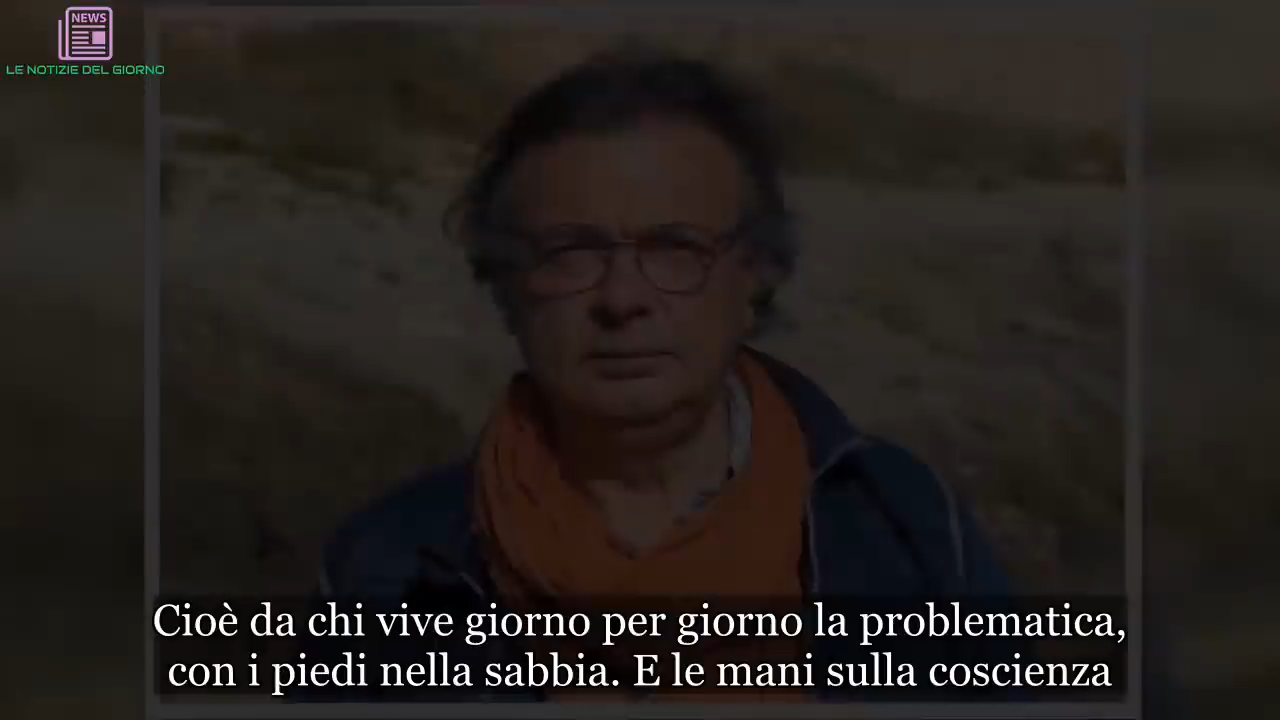 NEWS
LE NOTIZIE DEL GIORNO
Cioè da chi vive giorno per giorno la problematica,
con i piedi nella sabbia. E le mani sulla coscienza